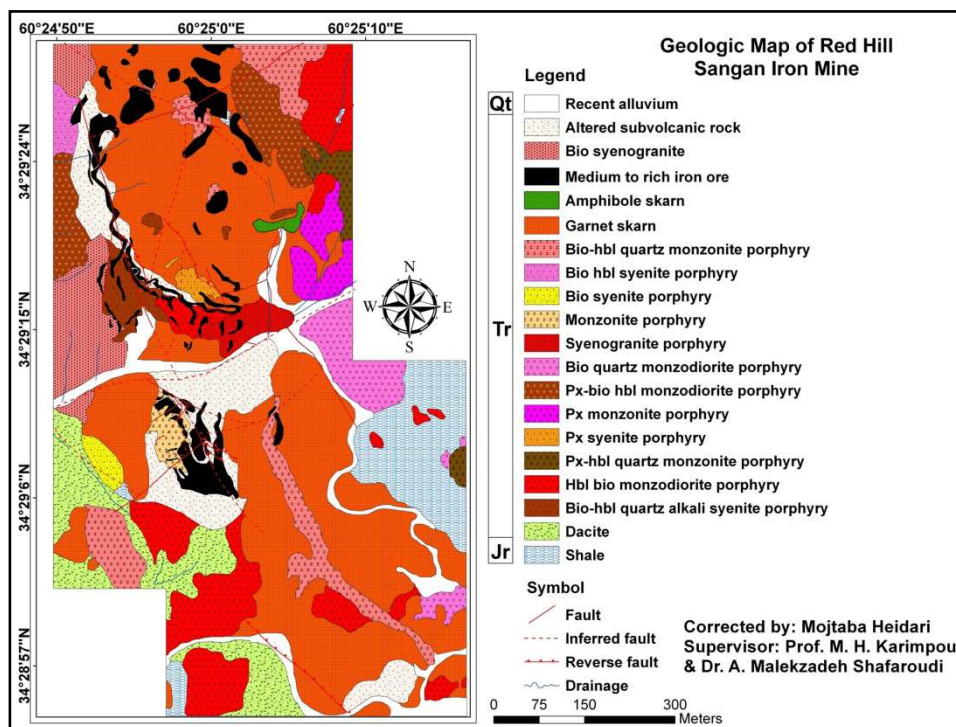 60°24'50"E
60°25'0"E
60°25'10"E
34°29'24"N
34°29'15"N
34°29'6"N
34°28'57"N
N
W
E
S
Geologic Map of Red Hill
Sangan Iron Mine
Legend
Qt
Recent alluvium
Tr
Altered subvolcanic rock
Bio syenogranite
Medium to rich iron ore
Amphibole skarn
Garnet skarn
Bio-hbl quartz monzonite porphyry
Bio hbl syenite porphyry
Bio syenite porphyry
Monzonite porphyry
Syenogranite porphyry
Bio quartz monzodiorite porphyry
Px-bio hbl monzodiorite porphyry
Px monzonite porphyry
Px syenite porphyry
Px-hbl quartz monzonite porphyry
Hbl bio monzodiorite porphyry
Bio-hbl quartz alkali syenite porphyry
Dacite
Jr
Shale
Symbol
Fault
Inferred fault
Reverse fault
Drainage
Corrected by: Mojtaba Heidari
Supervisor: Prof. M. H. Karimpou
& Dr. A. Malekzadeh Shafaroudi
0 75 150 300
Meters